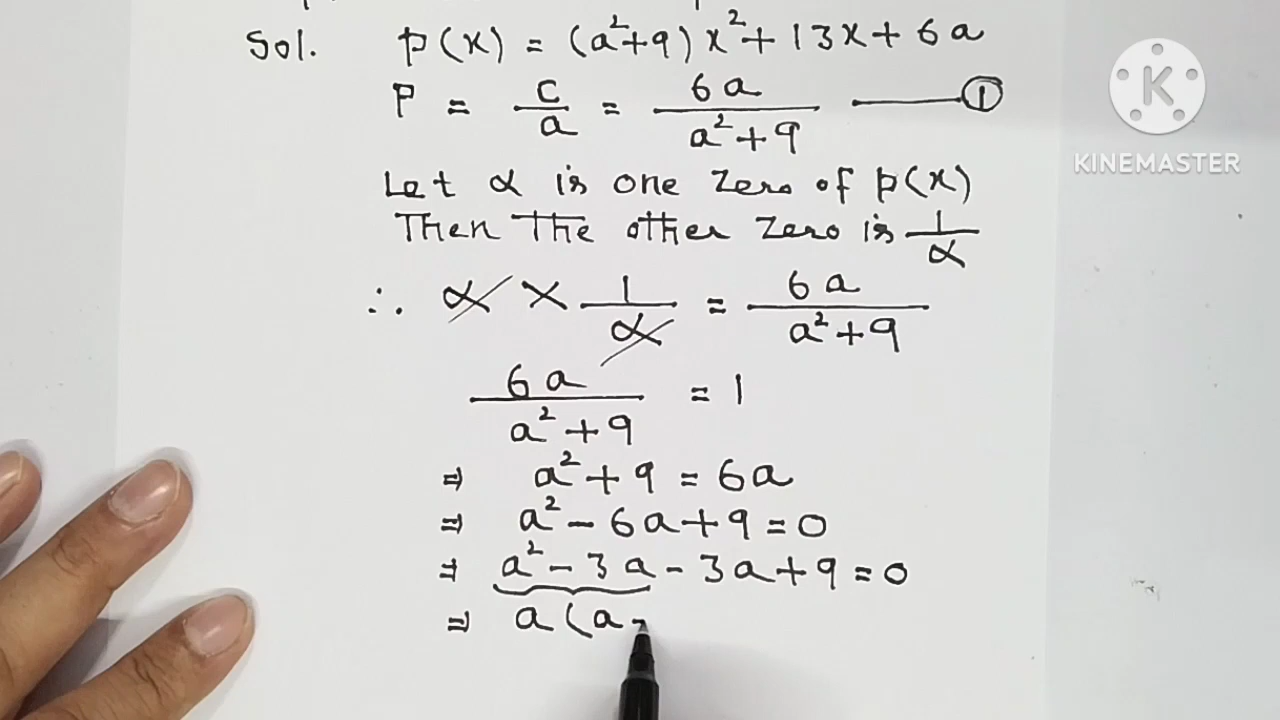 Sol. p(x) = (a²+9)x²+13x+6a
P = c/a = 6a/(a²+9) ——— ①
K
KINEMASTER
Let α is one zero of p(x)
Then The other zero is 1/α
∴ α × 1/α = 6a/(a²+9)
6a/(a²+9) = 1
⇒ a²+9 = 6a
⇒ a²-6a+9=0
⇒ a²-3a-3a+9=0
⇒ a(a-